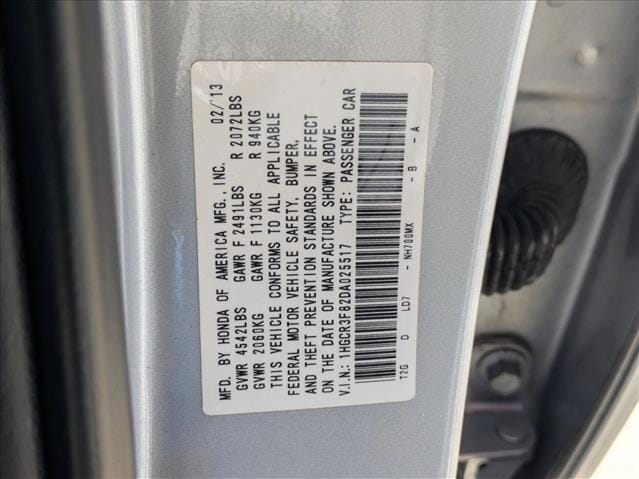 MFD. BY HONDA OF AMERICA MFG., INC. 02/'13
GVWR 4542LBS GAWR F 2491LBS R 2072LBS
GVWR 2060KG GAWR F 1130KG R 940KG
THIS VEHICLE CONFORMS TO ALL APPLICABLE
FEDERAL MOTOR VEHICLE SAFETY, BUMPER,
AND THEFT PREVENTION STANDARDS IN EFFECT
ON THE DATE OF MANUFACTURE SHOWN ABOVE.
V.I.N.: 1HGCR3F82DA025517 TYPE: PASSENGER CAR
T2G D LD7 - NH700MX - B - A